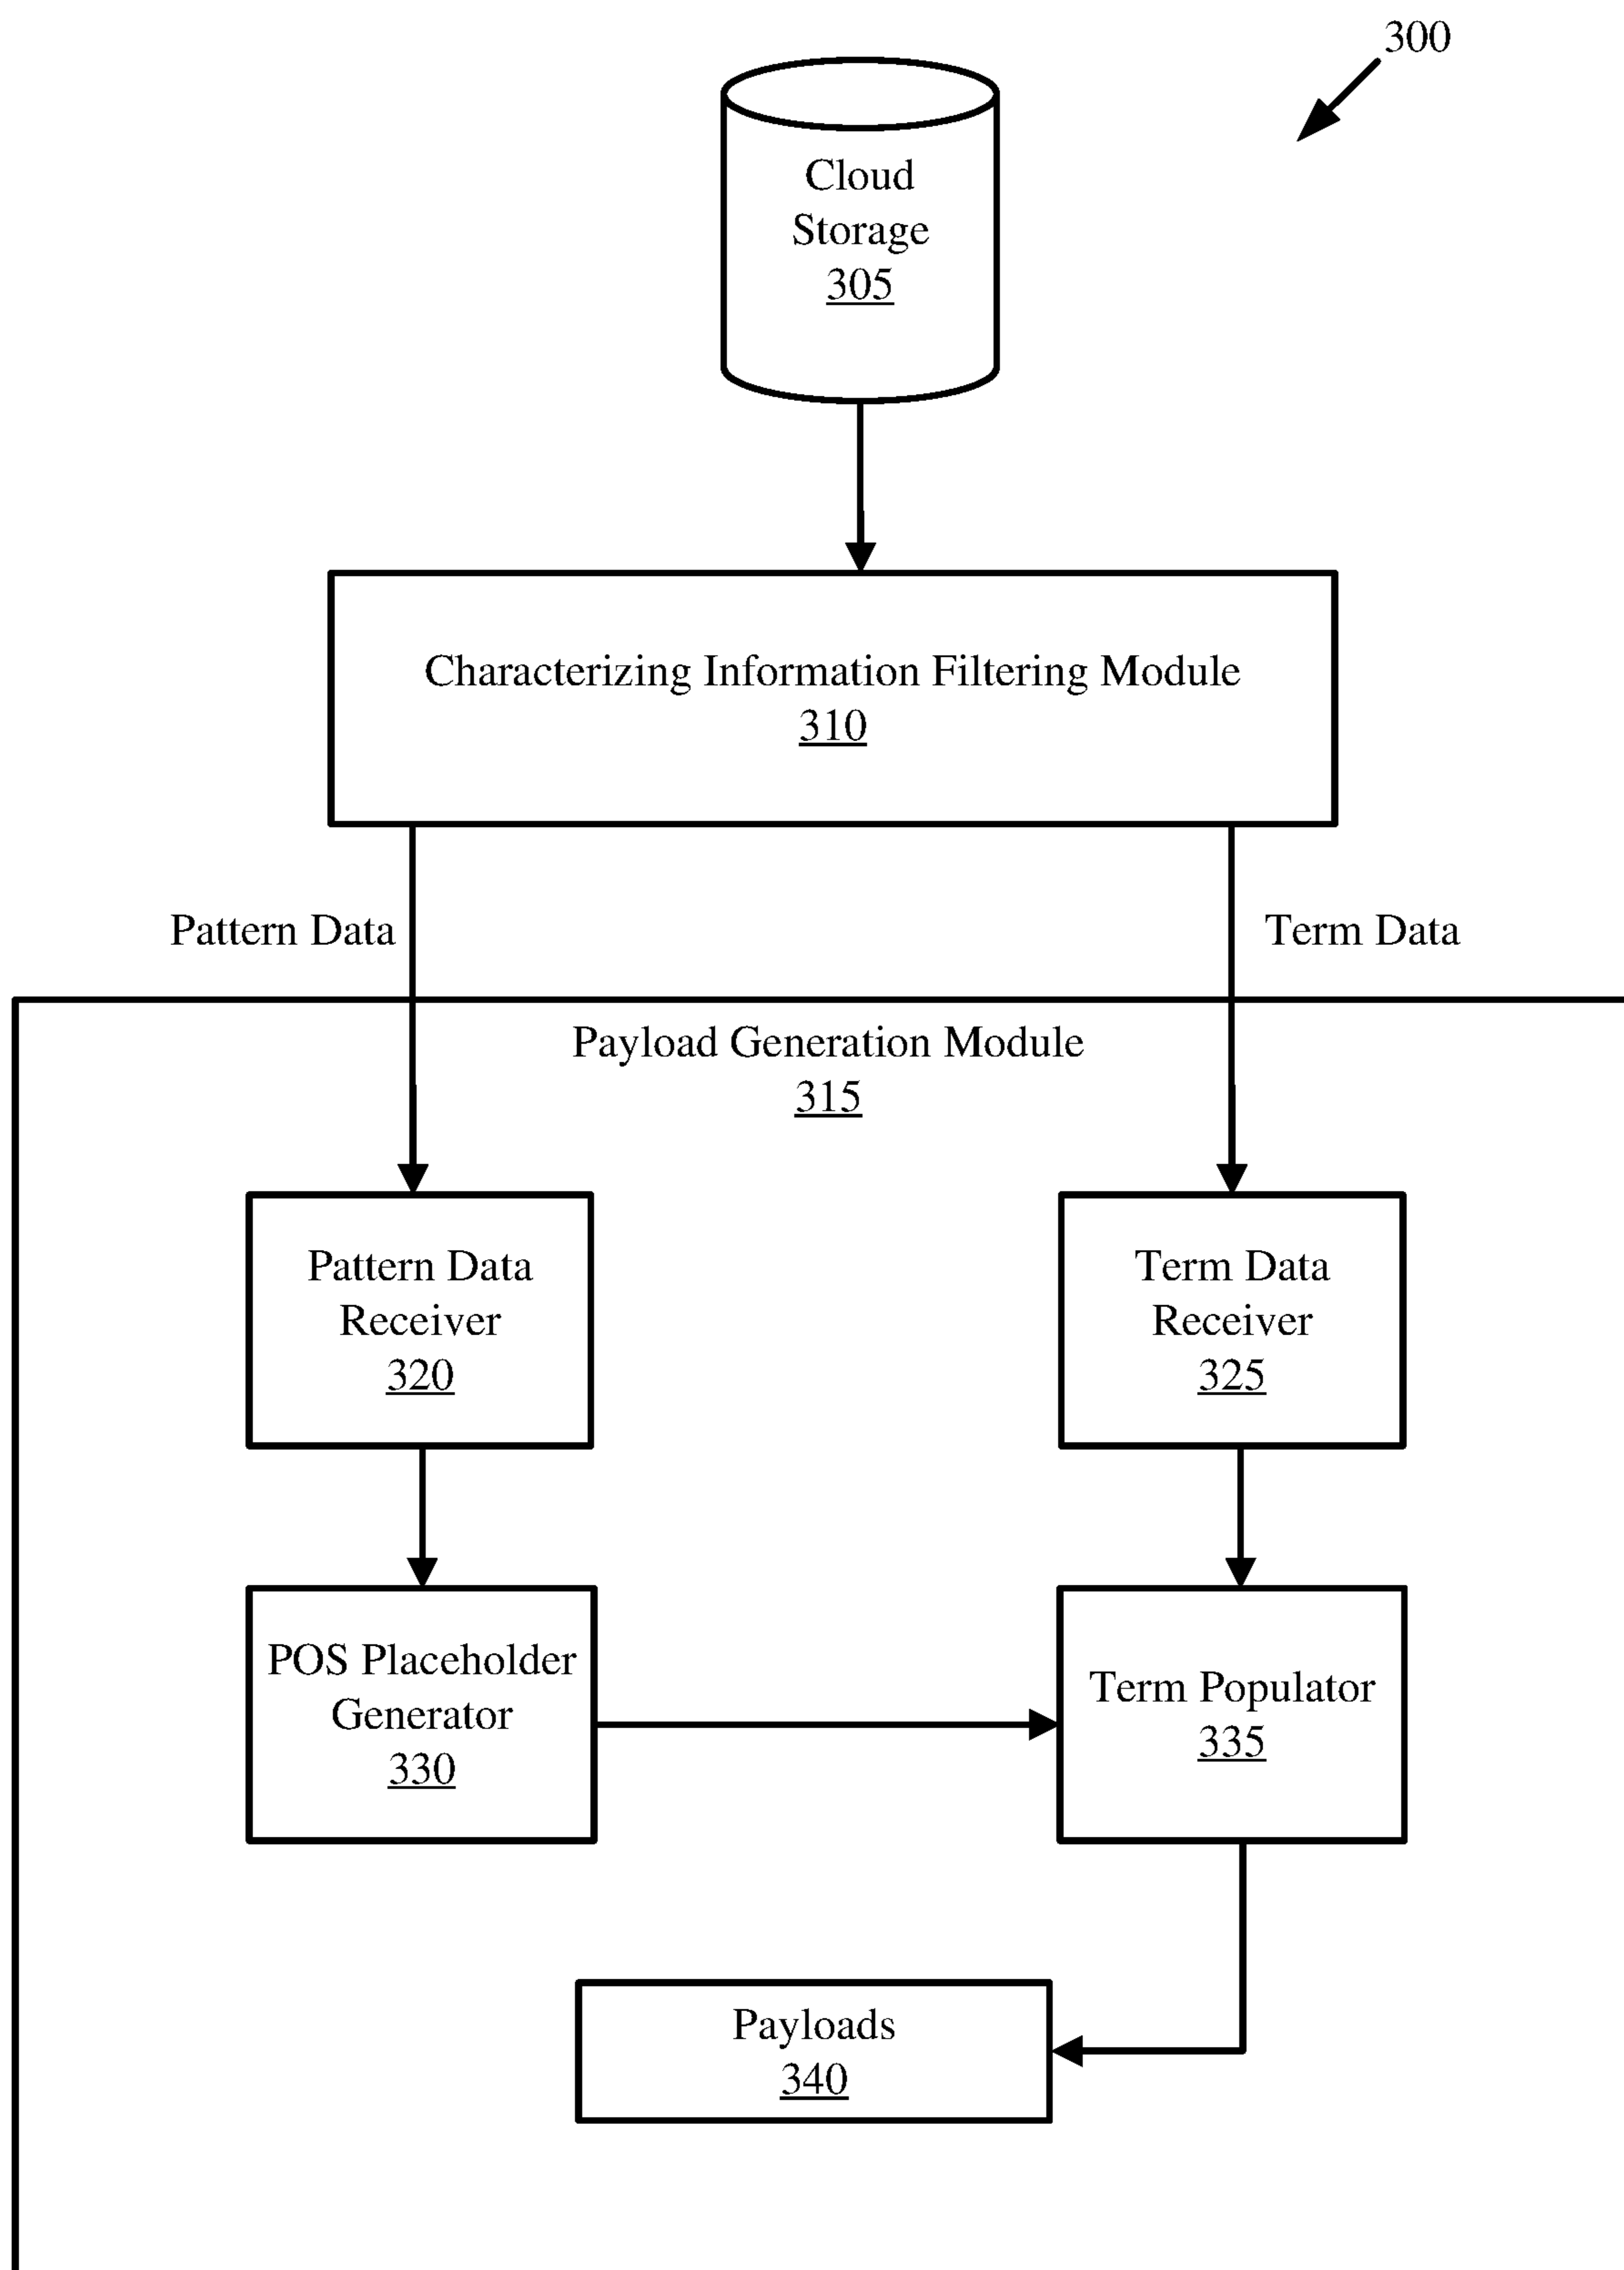 300
Cloud
Storage
305
Characterizing Information Filtering Module
310
Pattern Data
Term Data
Payload Generation Module
315
Pattern Data
Receiver
320
Term Data
Receiver
325
POS Placeholder
Generator
330
Term Populator
335
Payloads
340